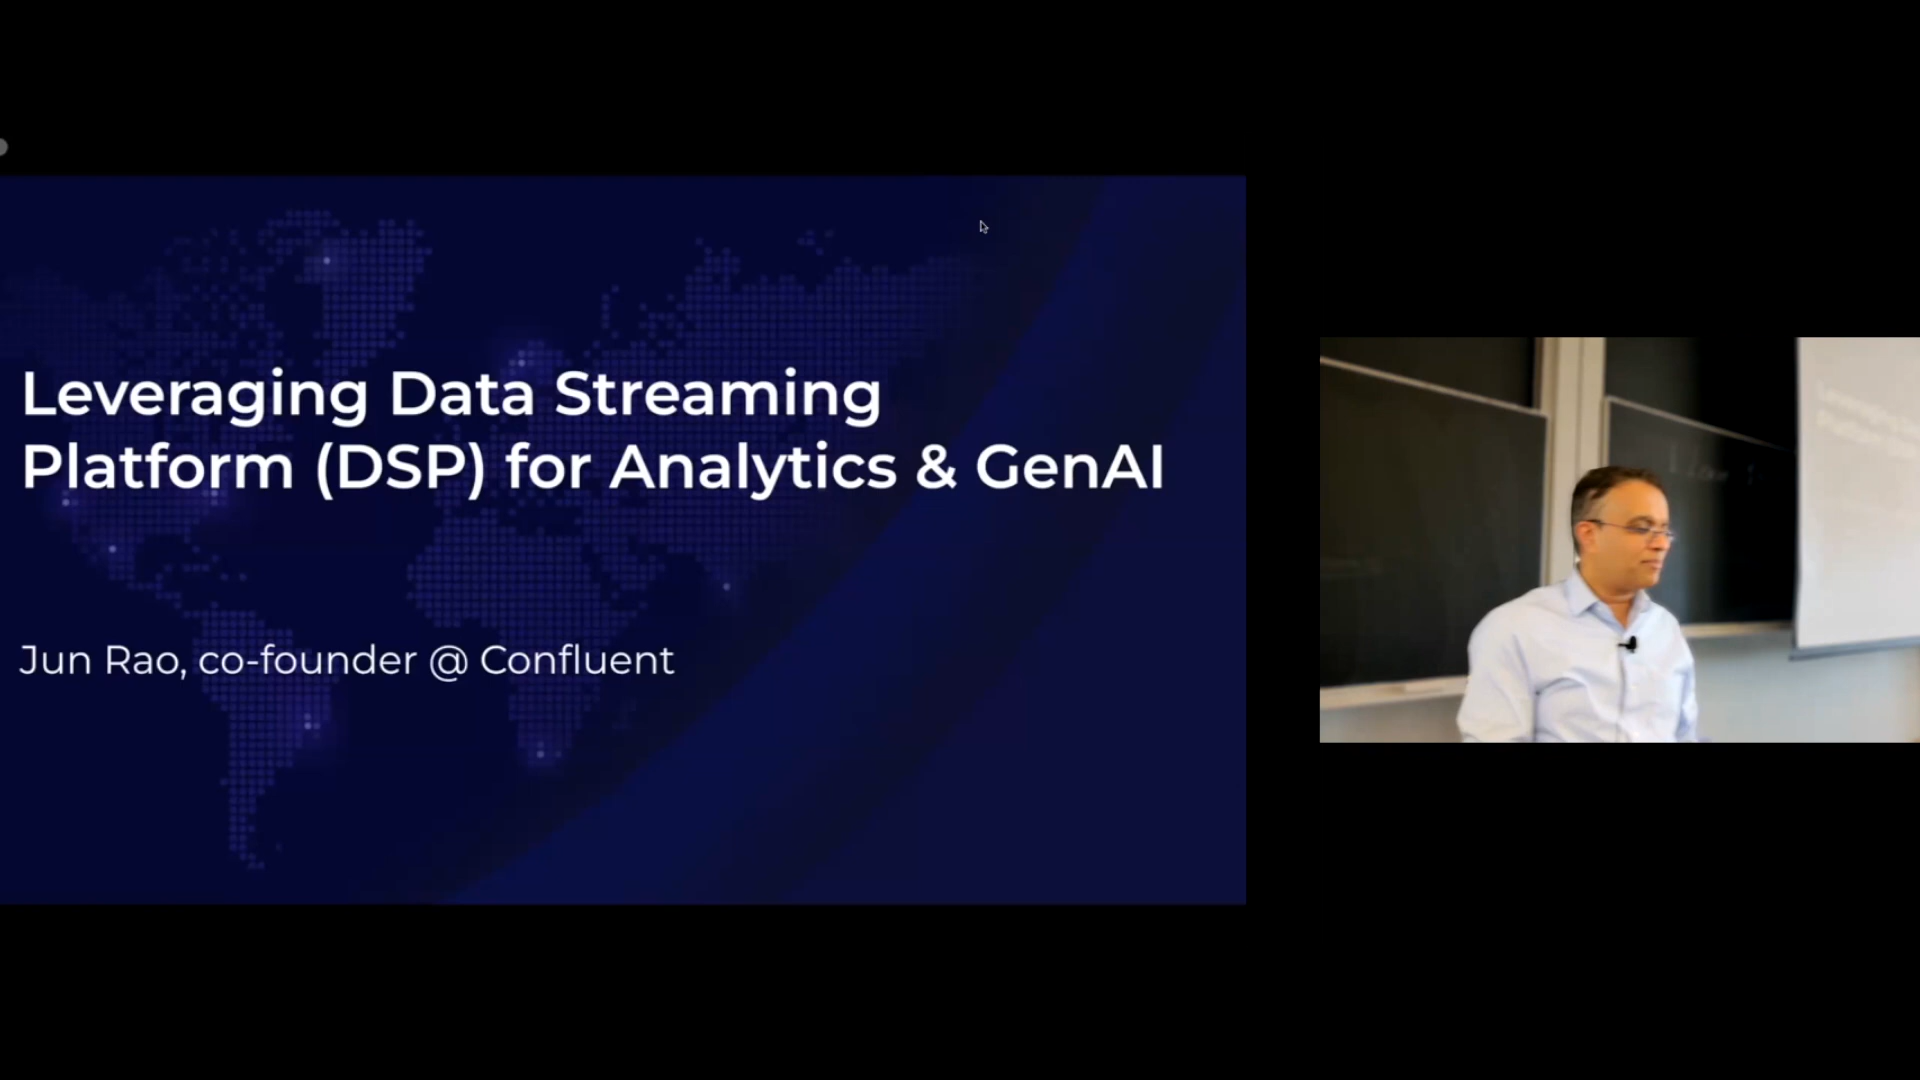 Leveraging Data Streaming
Platform (DSP) for Analytics & GenAI
Jun Rao, co-founder @ Confluent